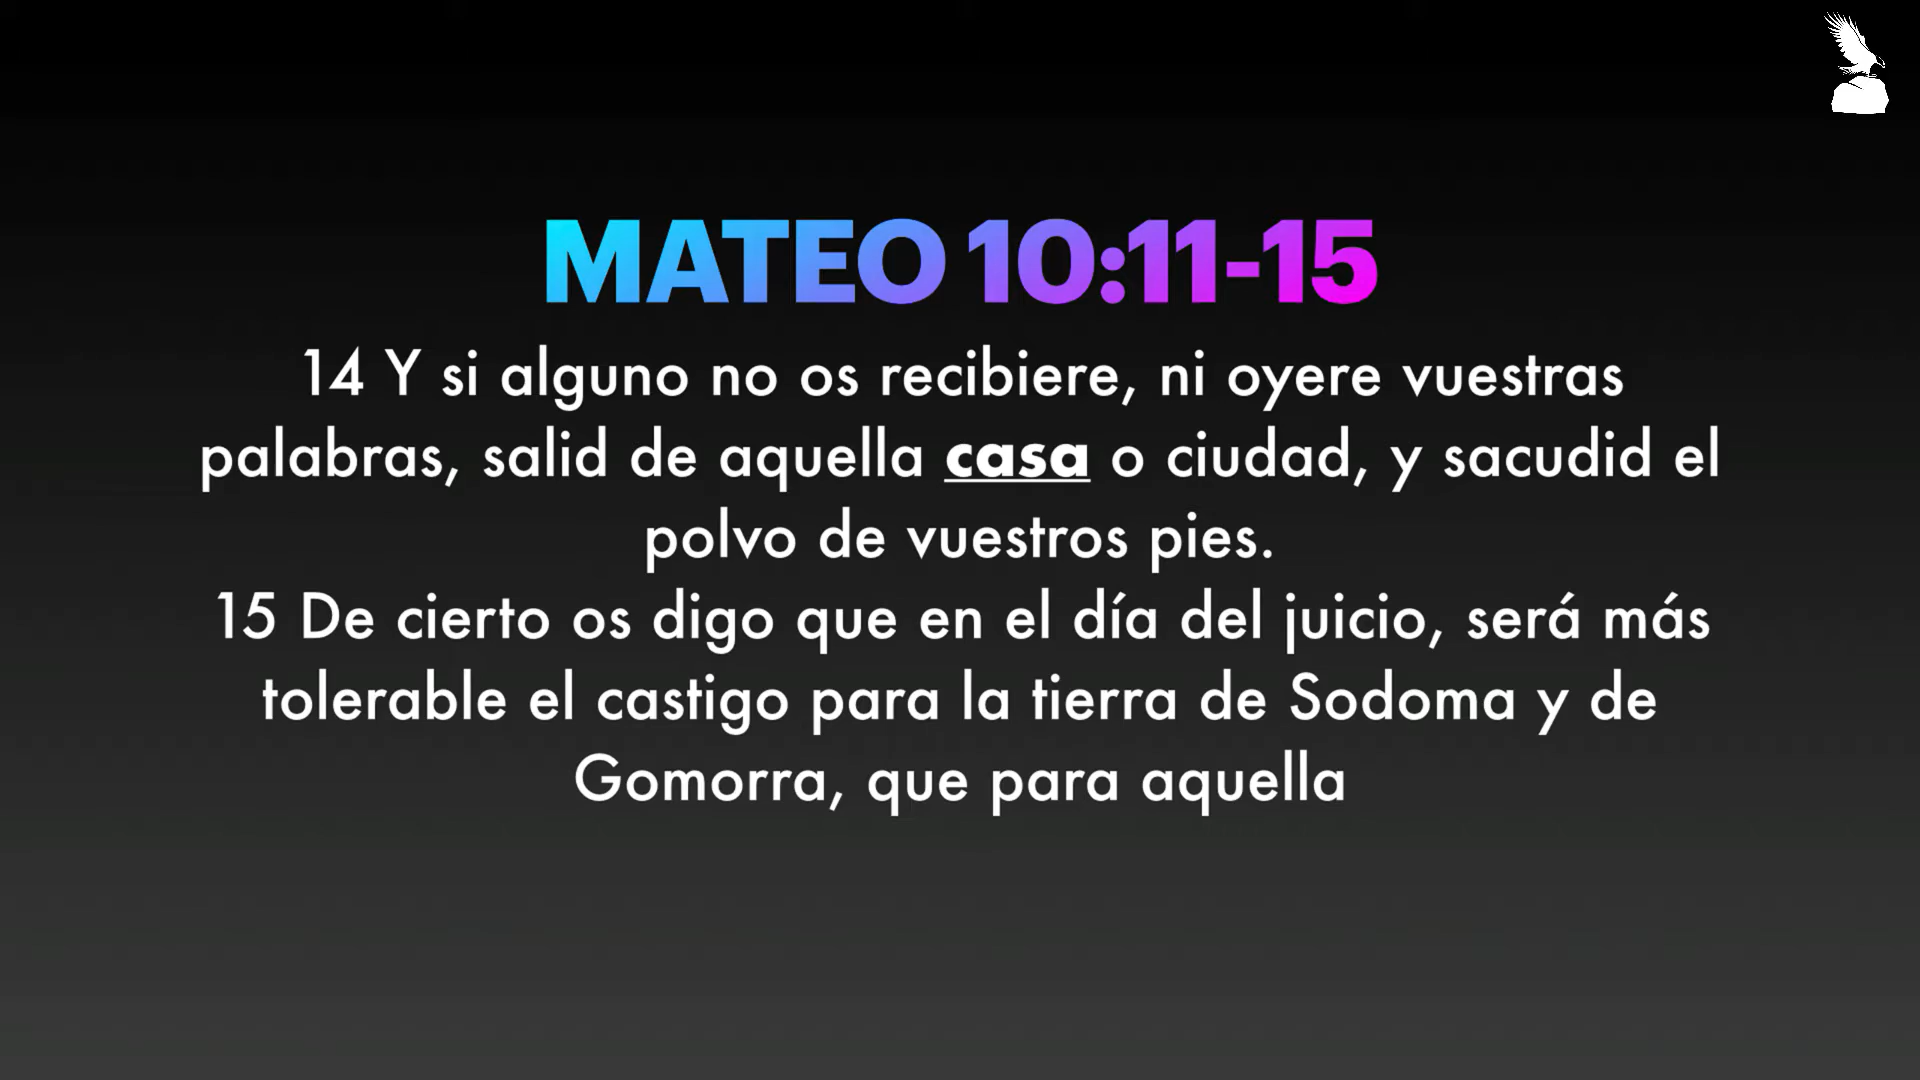 MATEO 10:11-15
14 Y si alguno no os recibiere, ni oyere vuestras
palabras, salid de aquella casa o ciudad, y sacudid el
polvo de vuestros pies.
15 De cierto os digo que en el día del juicio, será más
tolerable el castigo para la tierra de Sodoma y de
Gomorra, que para aquella